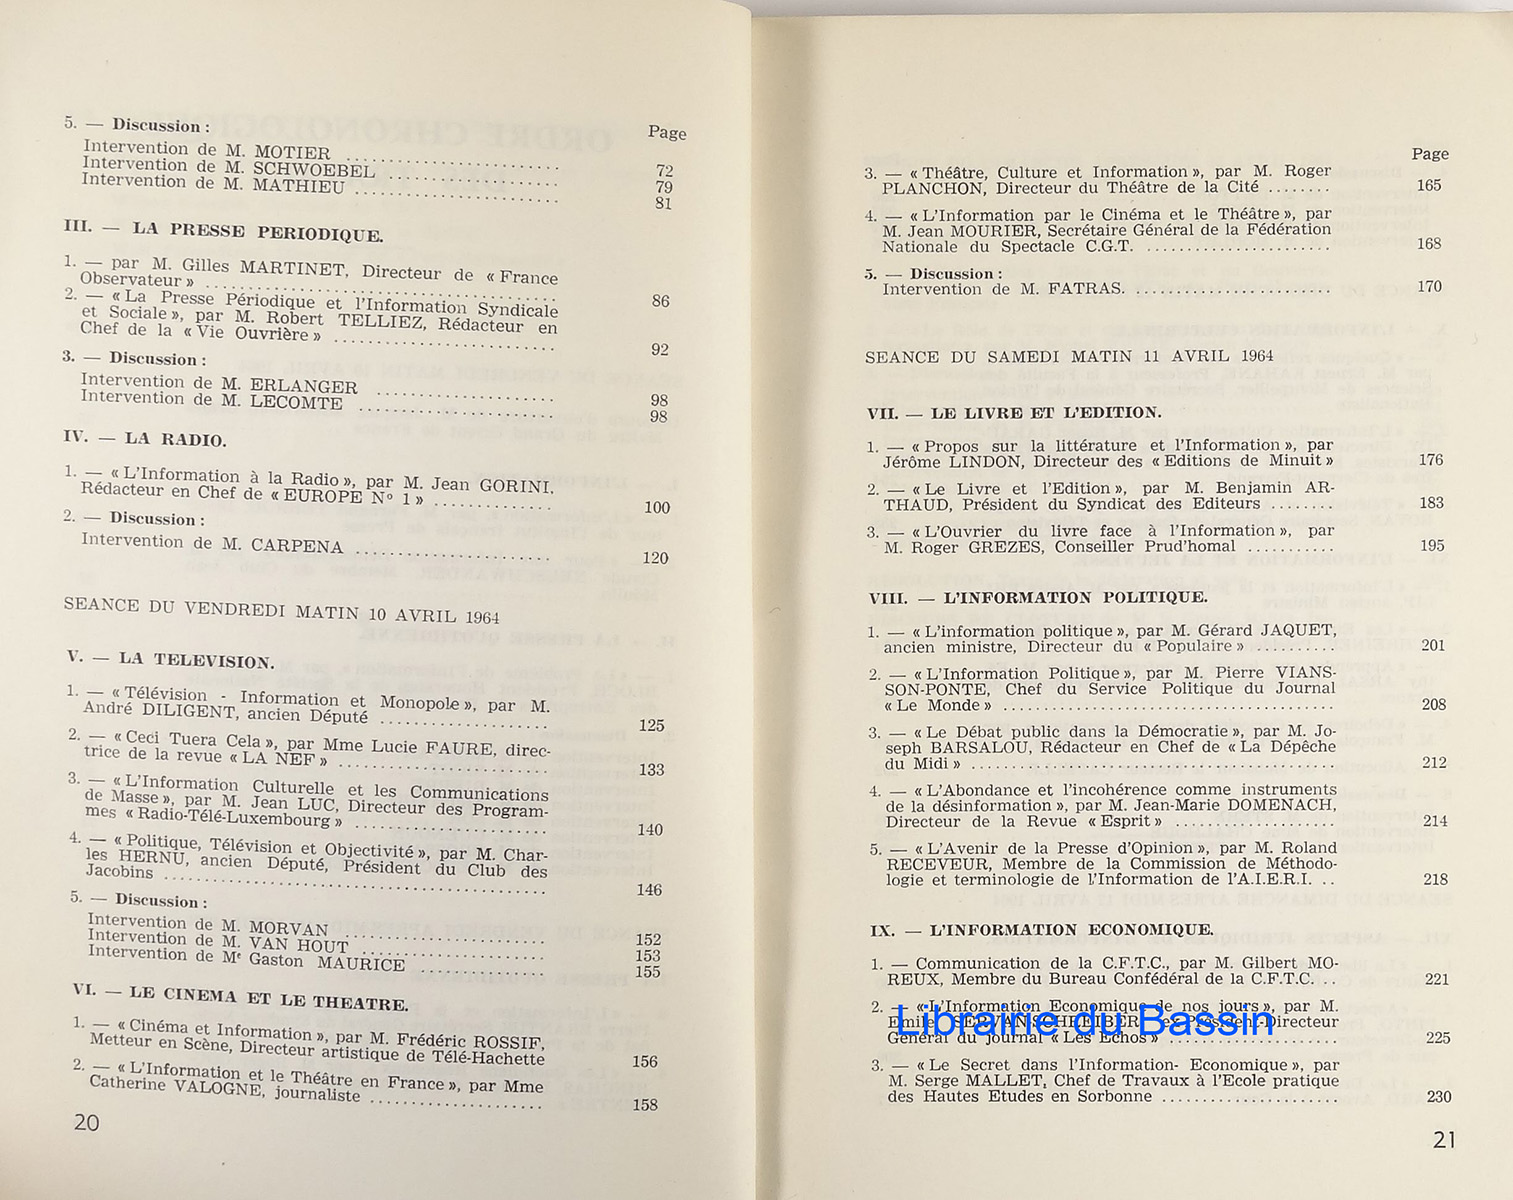 5. — Discussion :
Page
Intervention de M. MOTIER .......................... 72
Intervention de M. SCHWOEBEL .................... 79
Intervention de M. MATHIEU ........................ 81
III. — LA PRESSE PERIODIQUE.
1. — par M. Gilles MARTINET, Directeur de « France
Observateur » ............................................ 86
2. — « La Presse Périodique et l'Information Syndicale
et Sociale », par M. Robert TELLIEZ, Rédacteur en
Chef de la « Vie Ouvrière » .......................... 92
3. — Discussion :
Intervention de M. ERLANGER ..................... 98
Intervention de M. LECOMTE ....................... 98
IV. — LA RADIO.
1. — « L'Information à la Radio », par M. Jean GORINI,
Rédacteur en Chef de « EUROPE N° 1 » .............. 100
2. — Discussion :
Intervention de M. CARPENA ....................... 120
SEANCE DU VENDREDI MATIN 10 AVRIL 1964
V. — LA TELEVISION.
1. — « Télévision - Information et Monopole », par M.
André DILIGENT, ancien Député .................... 125
2. — « Ceci Tuera Cela », par Mme Lucie FAURE, direc-
trice de la revue « LA NEF » ......................... 133
3. — « L'Information Culturelle et les Communications
de Masse », par M. Jean LUC, Directeur des Program-
mes « Radio-Télé-Luxembourg » ....................... 140
4. — « Politique, Télévision et Objectivité », par M. Char-
les HERNU, ancien Député, Président du Club des
Jacobins ................................................ 146
5. — Discussion :
Intervention de M. MORVAN ........................ 152
Intervention de M. VAN HOUT ...................... 153
Intervention de Me Gaston MAURICE ............... 155
VI. — LE CINEMA ET LE THEATRE.
1. — « Cinéma et Information », par M. Frédéric ROSSIF,
Metteur en Scène, Directeur artistique de Télé-Hachette 156
2. — « L'Information et le Théâtre en France », par Mme
Catherine VALOGNE, journaliste ..................... 158
20
Page
3. — « Théâtre, Culture et Information », par M. Roger
PLANCHON, Directeur du Théâtre de la Cité ........ 165
4. — « L'Information par le Cinéma et le Théâtre », par
M. Jean MOURIER, Secrétaire Général de la Fédération
Nationale du Spectacle C.G.T. ....................... 168
5. — Discussion :
Intervention de M. FATRAS. ........................ 170
SEANCE DU SAMEDI MATIN 11 AVRIL 1964
VII. — LE LIVRE ET L'EDITION.
1. — « Propos sur la littérature et l'Information », par
Jérôme LINDON, Directeur des « Editions de Minuit » 176
2. — « Le Livre et l'Edition », par M. Benjamin AR-
THAUD, Président du Syndicat des Editeurs ........ 183
3. — « L'Ouvrier du livre face à l'Information », par
M. Roger GREZES, Conseiller Prud'homal ........... 195
VIII. — L'INFORMATION POLITIQUE.
1. — « L'information politique », par M. Gérard JAQUET,
ancien ministre, Directeur du « Populaire » .......... 201
2. — « L'Information Politique », par M. Pierre VIANS-
SON-PONTE, Chef du Service Politique du Journal
« Le Monde » ......................................... 208
3. — « Le Débat public dans la Démocratie », par M. Jo-
seph BARSALOU, Rédacteur en Chef de « La Dépêche
du Midi » ............................................. 212
4. — « L'Abondance et l'incohérence comme instruments
de la désinformation », par M. Jean-Marie DOMENACH,
Directeur de la Revue « Esprit » .................... 214
5. — « L'Avenir de la Presse d'Opinion », par M. Roland
RECEVEUR, Membre de la Commission de Méthodo-
logie et terminologie de l'Information de l'A.I.E.R.I. .. 218
IX. — L'INFORMATION ECONOMIQUE.
1. — Communication de la C.F.T.C., par M. Gilbert MO-
REUX, Membre du Bureau Confédéral de la C.F.T.C. .. 221
2. — « L'Information Economique de nos jours », par M.
Emile SERVAN-SCHREIBER, Président-Directeur
Général du journal « Les Echos » .................... 225
Librairie du Bassin
3. — « Le Secret dans l'Information- Economique », par
M. Serge MALLET, Chef de Travaux à l'Ecole pratique
des Hautes Etudes en Sorbonne ...................... 230
21